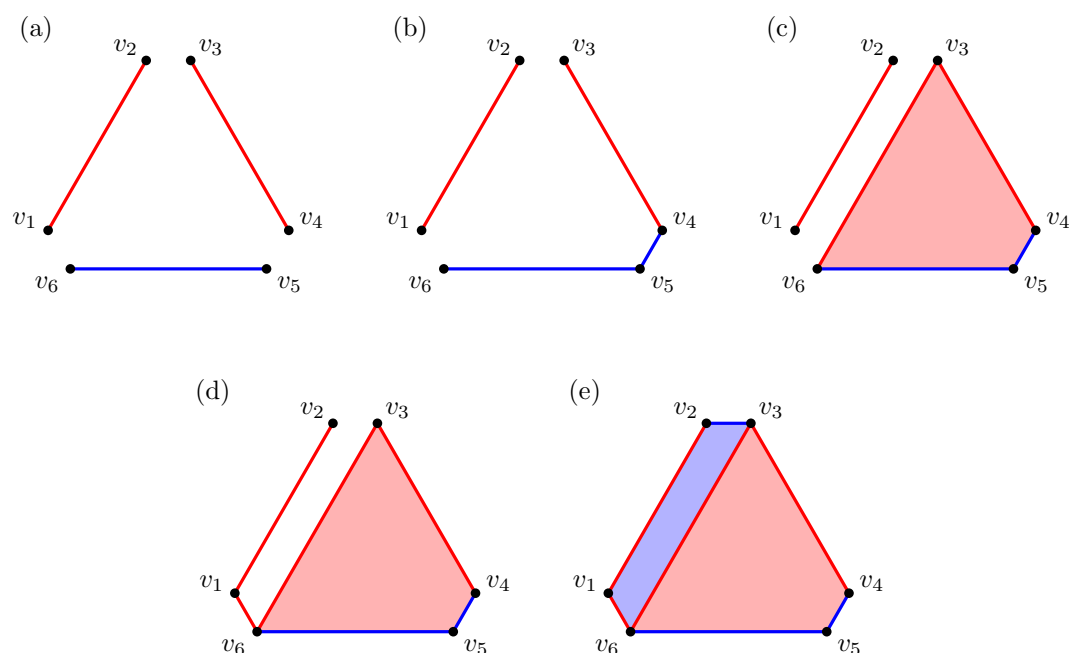 (a) (b) (c)
v₂ v₃ v₂ v₃ v₂ v₃
v₁ v₄ v₁ v₄ v₁ v₄
v₆ v₅ v₆ v₅ v₆ v₅
(d) (e)
v₂ v₃ v₂ v₃
v₁ v₄ v₁ v₄
v₆ v₅ v₆ v₅